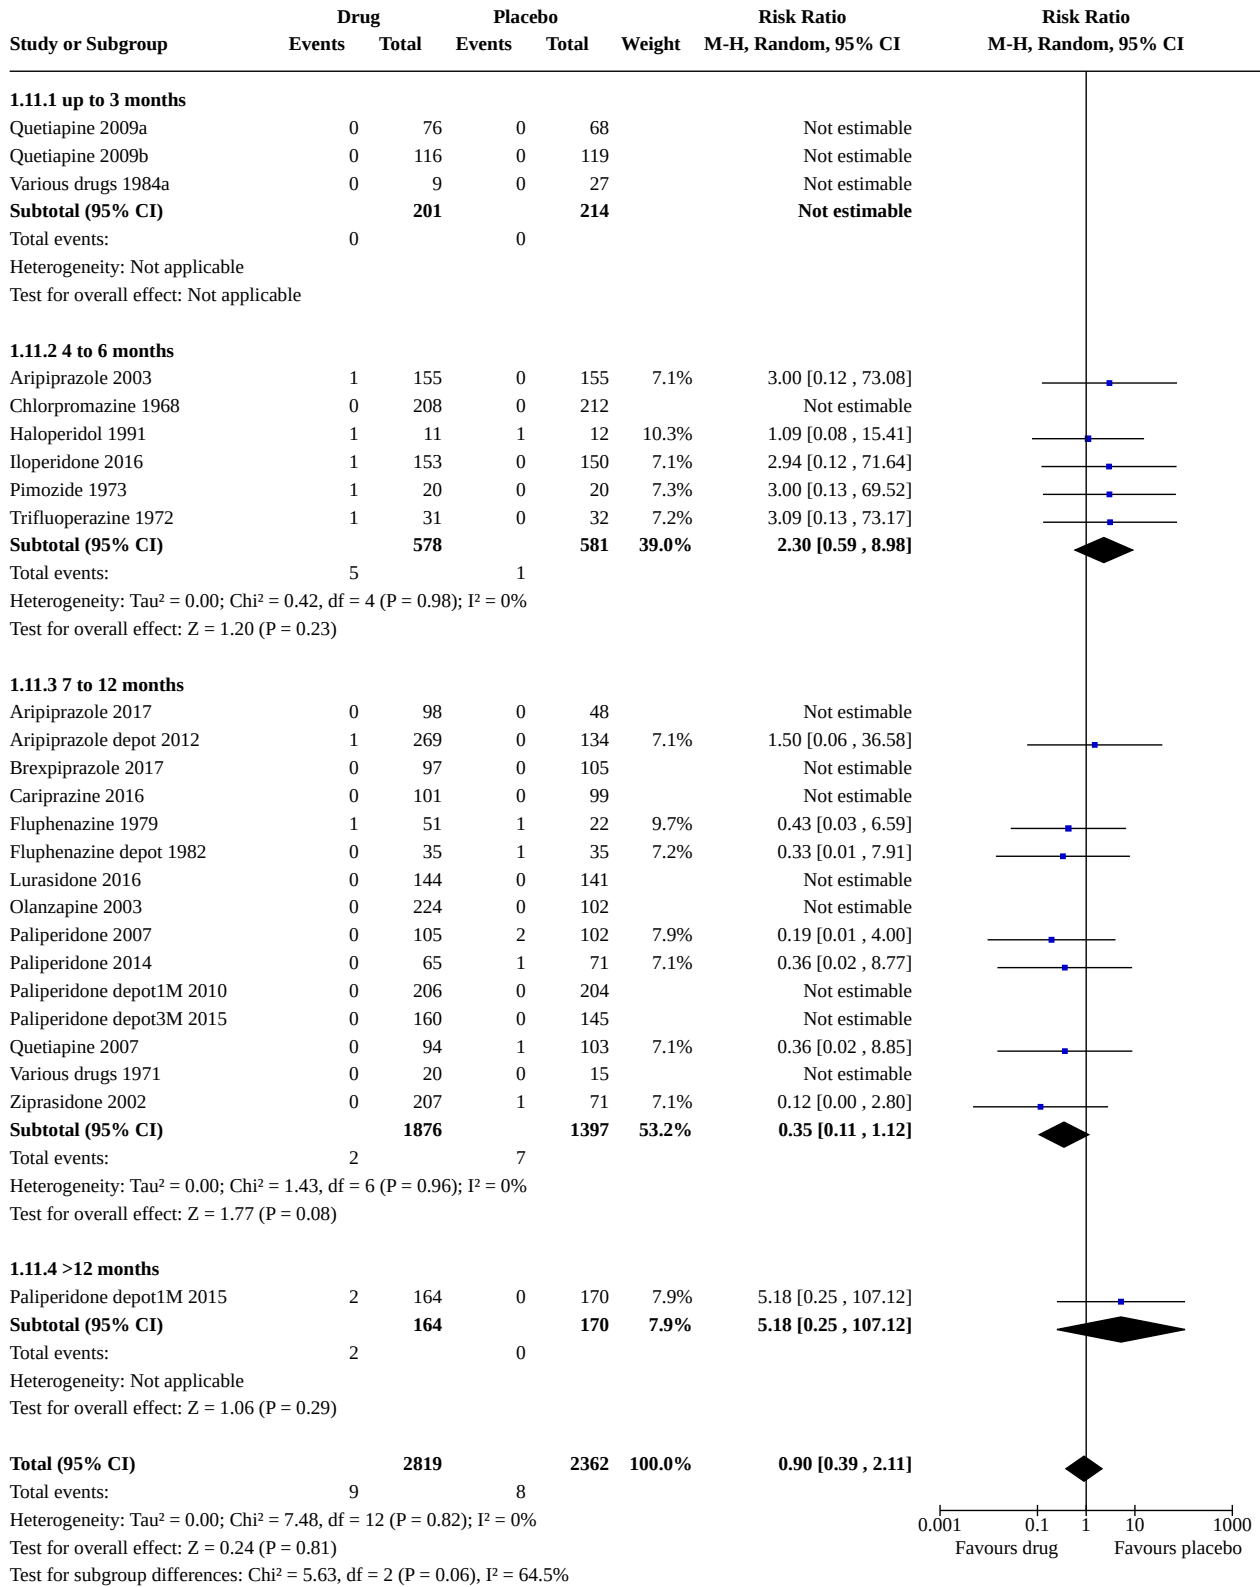 Drug Placebo Risk Ratio Risk Ratio
Study or Subgroup Events Total Events Total Weight M-H, Random, 95% CI M-H, Random, 95% CI
1.11.1 up to 3 months
Quetiapine 2009a 0 76 0 68 Not estimable
Quetiapine 2009b 0 116 0 119 Not estimable
Various drugs 1984a 0 9 0 27 Not estimable
Subtotal (95% CI) 201 214 Not estimable
Total events: 0 0
Heterogeneity: Not applicable
Test for overall effect: Not applicable
1.11.2 4 to 6 months
Aripiprazole 2003 1 155 0 155 7.1% 3.00 [0.12 , 73.08]
Chlorpromazine 1968 0 208 0 212 Not estimable
Haloperidol 1991 1 11 1 12 10.3% 1.09 [0.08 , 15.41]
Iloperidone 2016 1 153 0 150 7.1% 2.94 [0.12 , 71.64]
Pimozide 1973 1 20 0 20 7.3% 3.00 [0.13 , 69.52]
Trifluoperazine 1972 1 31 0 32 7.2% 3.09 [0.13 , 73.17]
Subtotal (95% CI) 578 581 39.0% 2.30 [0.59 , 8.98]
Total events: 5 1
Heterogeneity: Tau² = 0.00; Chi² = 0.42, df = 4 (P = 0.98); I² = 0%
Test for overall effect: Z = 1.20 (P = 0.23)
1.11.3 7 to 12 months
Aripiprazole 2017 0 98 0 48 Not estimable
Aripiprazole depot 2012 1 269 0 134 7.1% 1.50 [0.06 , 36.58]
Brexpiprazole 2017 0 97 0 105 Not estimable
Cariprazine 2016 0 101 0 99 Not estimable
Fluphenazine 1979 1 51 1 22 9.7% 0.43 [0.03 , 6.59]
Fluphenazine depot 1982 0 35 1 35 7.2% 0.33 [0.01 , 7.91]
Lurasidone 2016 0 144 0 141 Not estimable
Olanzapine 2003 0 224 0 102 Not estimable
Paliperidone 2007 0 105 2 102 7.9% 0.19 [0.01 , 4.00]
Paliperidone 2014 0 65 1 71 7.1% 0.36 [0.02 , 8.77]
Paliperidone depot1M 2010 0 206 0 204 Not estimable
Paliperidone depot3M 2015 0 160 0 145 Not estimable
Quetiapine 2007 0 94 1 103 7.1% 0.36 [0.02 , 8.85]
Various drugs 1971 0 20 0 15 Not estimable
Ziprasidone 2002 0 207 1 71 7.1% 0.12 [0.00 , 2.80]
Subtotal (95% CI) 1876 1397 53.2% 0.35 [0.11 , 1.12]
Total events: 2 7
Heterogeneity: Tau² = 0.00; Chi² = 1.43, df = 6 (P = 0.96); I² = 0%
Test for overall effect: Z = 1.77 (P = 0.08)
1.11.4 >12 months
Paliperidone depot1M 2015 2 164 0 170 7.9% 5.18 [0.25 , 107.12]
Subtotal (95% CI) 164 170 7.9% 5.18 [0.25 , 107.12]
Total events: 2 0
Heterogeneity: Not applicable
Test for overall effect: Z = 1.06 (P = 0.29)
Total (95% CI) 2819 2362 100.0% 0.90 [0.39 , 2.11]
Total events: 9 8
Heterogeneity: Tau² = 0.00; Chi² = 7.48, df = 12 (P = 0.82); I² = 0%
0.001 0.1 1 10 1000
Test for overall effect: Z = 0.24 (P = 0.81) Favours drug Favours placebo
Test for subgroup differences: Chi² = 5.63, df = 2 (P = 0.06), I² = 64.5%